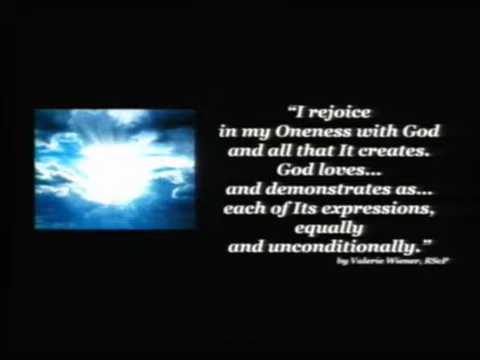 “I rejoice
in my Oneness with God
and all that It creates.
God loves...
and demonstrates as...
each of Its expressions,
equally
and unconditionally.”
by Valerie Wiener, RScP